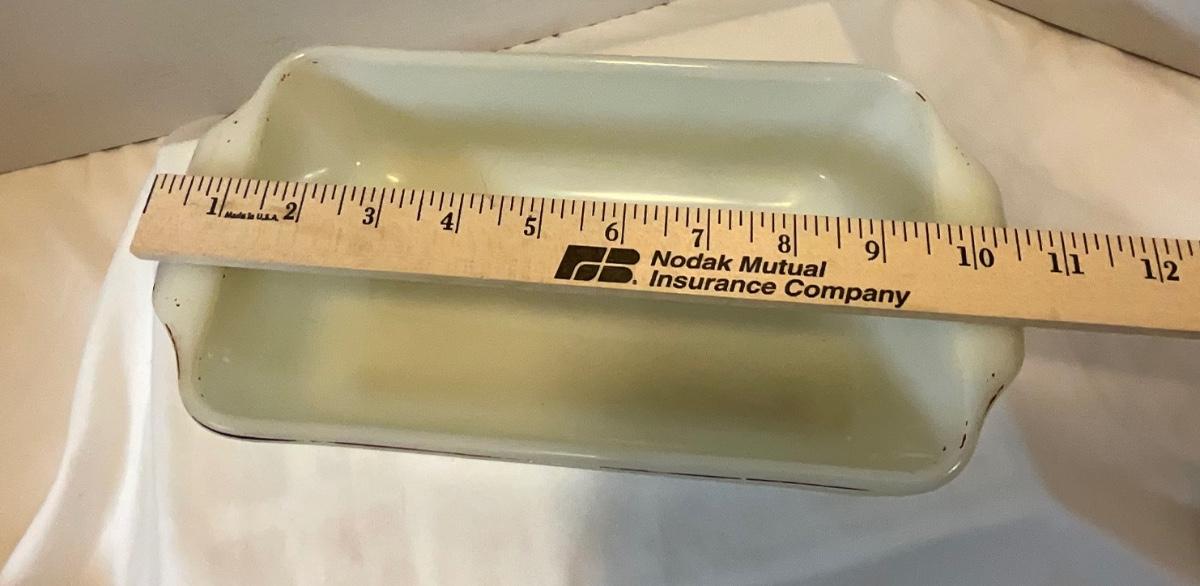 1 2 3 4 5 6 7 8 9 10 11 12
Made In U.S.A.
Nodak Mutual
Insurance Company